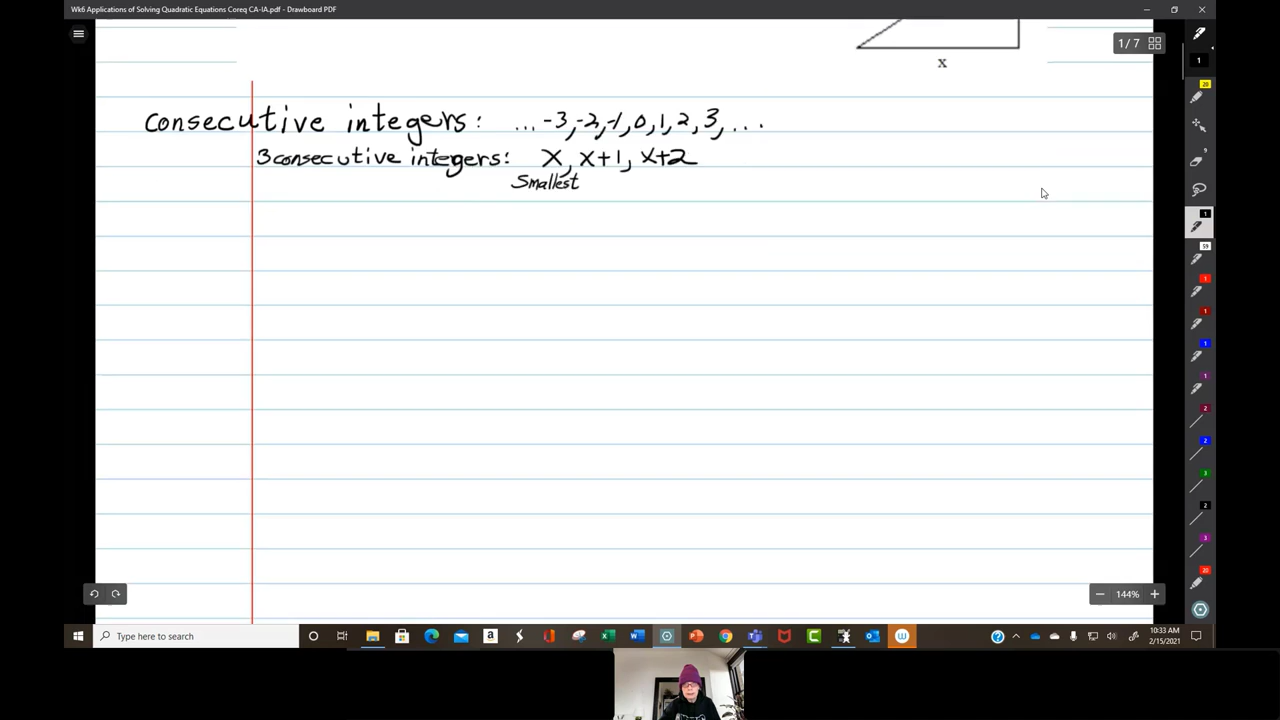 Wk6 Applications of Solving Quadratic Equations Coreq CA-IA.pdf - Drawboard PDF
1 / 7
x
consecutive integers: ... -3, -2, -1, 0, 1, 2, 3, ...
3 consecutive integers: x, x+1, x+2
Smallest
144%
Type here to search
10:33 AM
2/15/2021